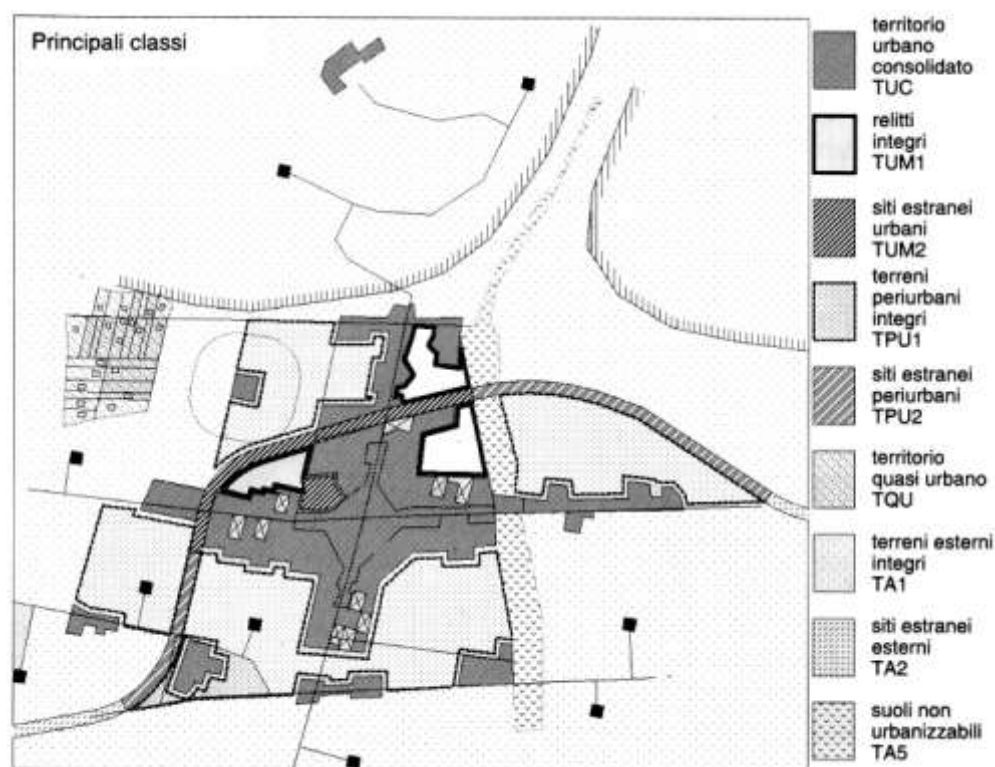 Principali classi
territorio
urbano
consolidato
TUC
relitti
integri
TUM1
siti estranei
urbani
TUM2
terreni
periurbani
integri
TPU1
siti estranei
periurbani
TPU2
territorio
quasi urbano
TQU
terreni esterni
integri
TA1
siti estranei
esterni
TA2
suoli non
urbanizzabili
TA5